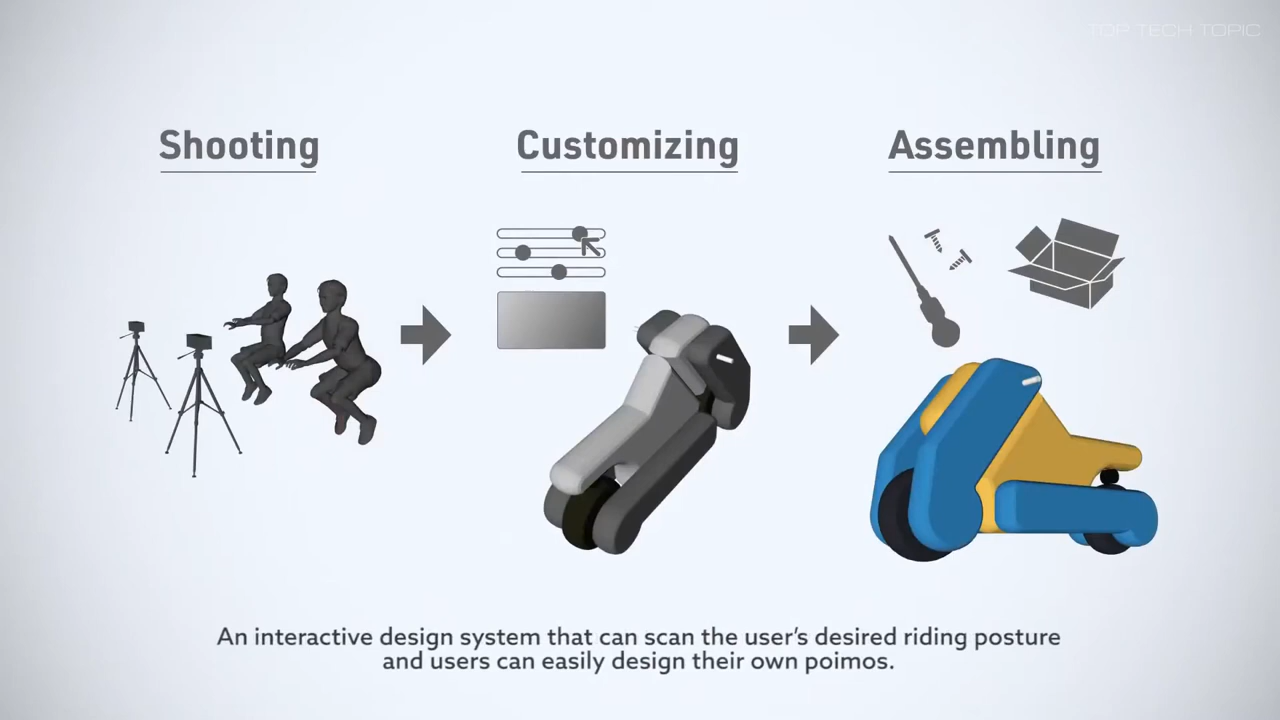 TOP TECH TOPIC
Shooting
Customizing
Assembling
An interactive design system that can scan the user's desired riding posture
and users can easily design their own poimos.